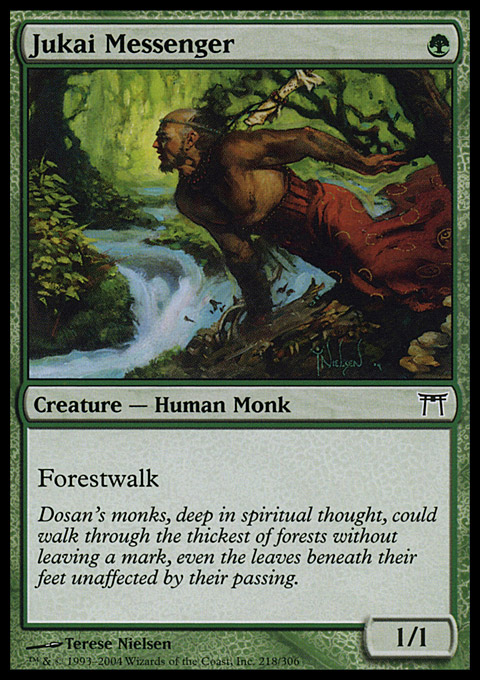 Jukai Messenger
Nielsen
Creature — Human Monk
Forestwalk
Dosan's monks, deep in spiritual thought, could
walk through the thickest of forests without
leaving a mark, even the leaves beneath their
feet unaffected by their passing.
1/1
Terese Nielsen
™ & © 1993–2004 Wizards of the Coast, Inc. 218/306